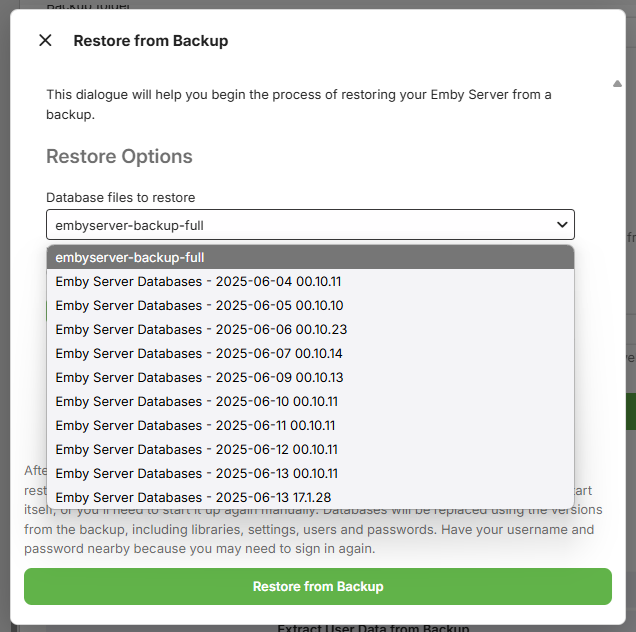 Backup folder
Restore from Backup
This dialogue will help you begin the process of restoring your Emby Server from a
backup.
Restore Options
Database files to restore
embyserver-backup-full
embyserver-backup-full
Emby Server Databases - 2025-06-04 00.10.11
Emby Server Databases - 2025-06-05 00.10.10
Emby Server Databases - 2025-06-06 00.10.23
Emby Server Databases - 2025-06-07 00.10.14
Emby Server Databases - 2025-06-09 00.10.13
Emby Server Databases - 2025-06-10 00.10.11
Emby Server Databases - 2025-06-11 00.10.11
Emby Server Databases - 2025-06-12 00.10.11
Emby Server Databases - 2025-06-13 00.10.11
Emby Server Databases - 2025-06-13 17.1.28
itself, or you'll need to start it up again manually. Databases will be replaced using the versions
from the backup, including libraries, settings, users and passwords. Have your username and
password nearby because you may need to sign in again.
Restore from Backup
Extract User Data from Backup